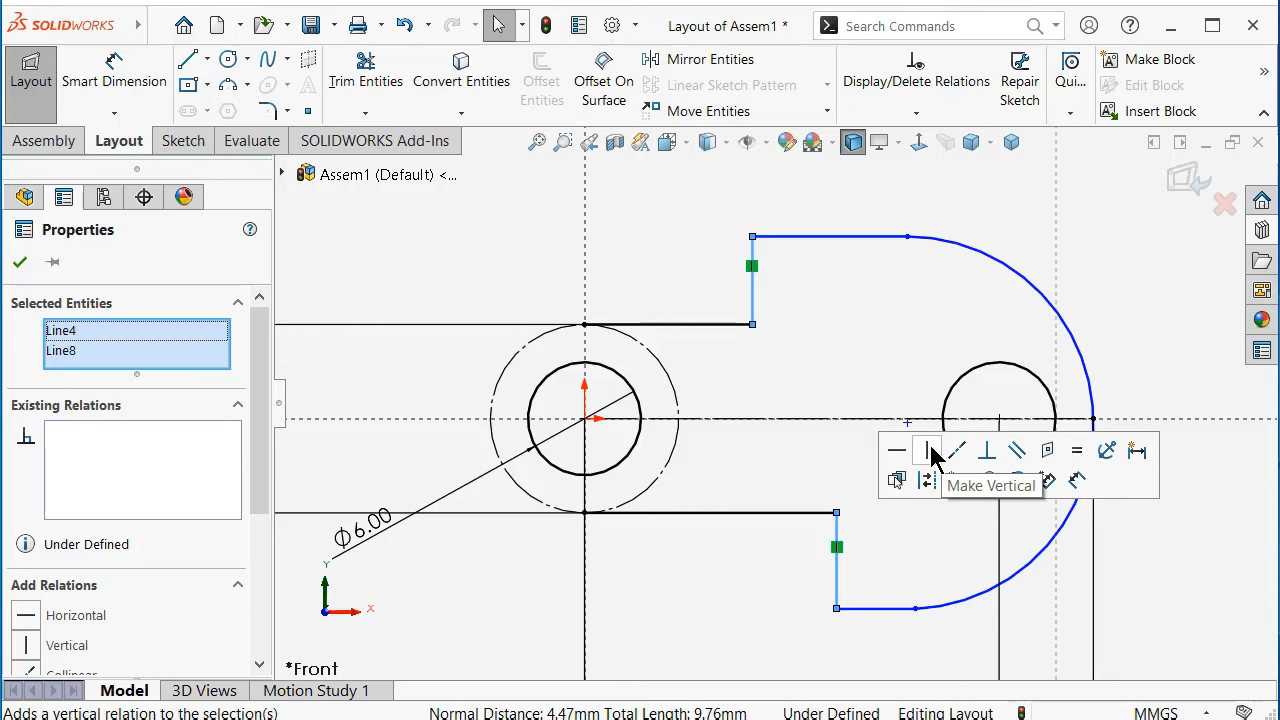 SOLIDWORKS
Layout of Assem1 *
Search Commands
Layout
Smart Dimension
Trim Entities
Convert Entities
Offset Entities
Offset On Surface
Mirror Entities
Linear Sketch Pattern
Move Entities
Display/Delete Relations
Repair Sketch
Qui...
Make Block
Edit Block
Insert Block
Assembly
Layout
Sketch
Evaluate
SOLIDWORKS Add-Ins
Assem1 (Default) <...
Properties
Selected Entities
Line4
Line8
Existing Relations
Under Defined
Add Relations
Horizontal
Vertical
Collinear
Φ6.00
Y
X
*Front
Make Vertical
Model
3D Views
Motion Study 1
Adds a vertical relation to the selection(s)
Normal Distance: 4.47mm Total Length: 9.76mm
Under Defined
Editing Layout
MMGS